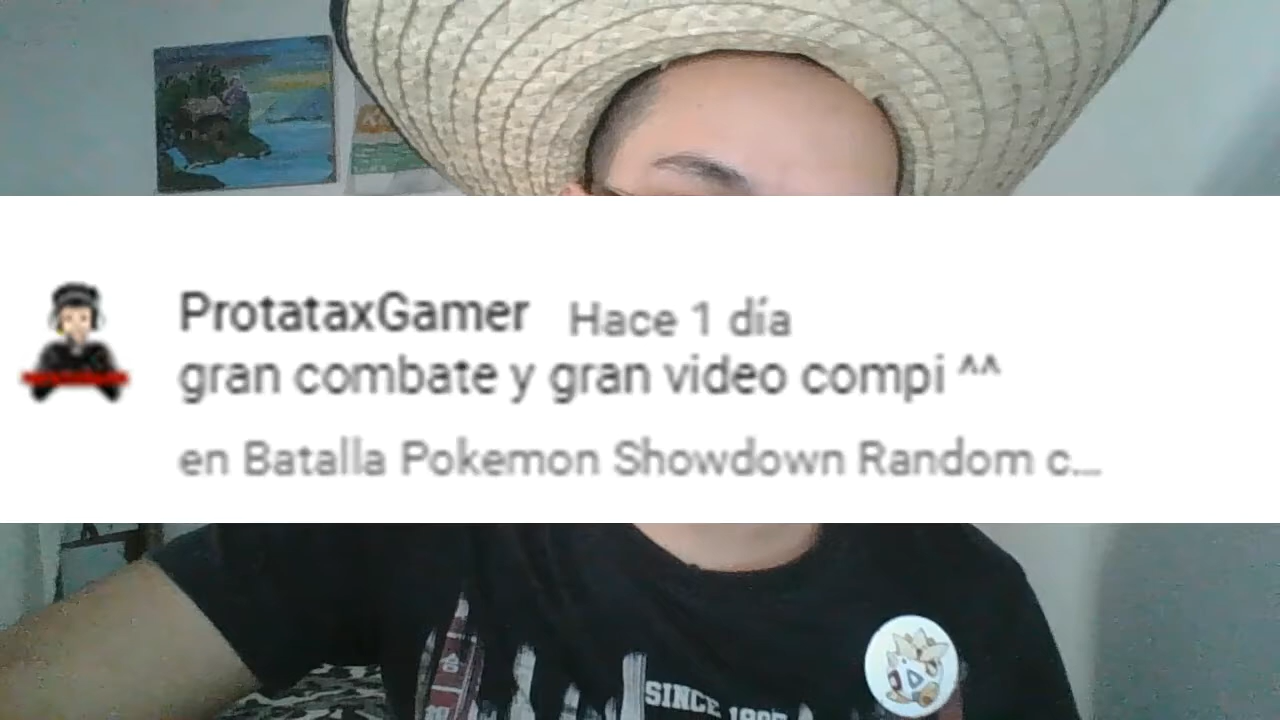 ProtataxGamer Hace 1 día
gran combate y gran video compi ^^
en Batalla Pokemon Showdown Random c...
SINCE